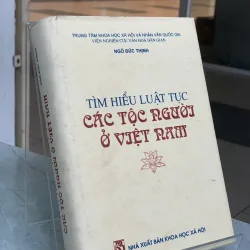 TRUNG TÂM KHOA HỌC XÃ HỘI VÀ NHÂN VĂN QUỐC GIA
VIỆN NGHIÊN CỨU VĂN HOÁ DÂN GIAN
NGÔ ĐỨC THỊNH
TÌM HIỂU LUẬT TỤC
CÁC TỘC NGƯỜI
Ở VIỆT NAM
NHÀ XUẤT BẢN KHOA HỌC XÃ HỘI